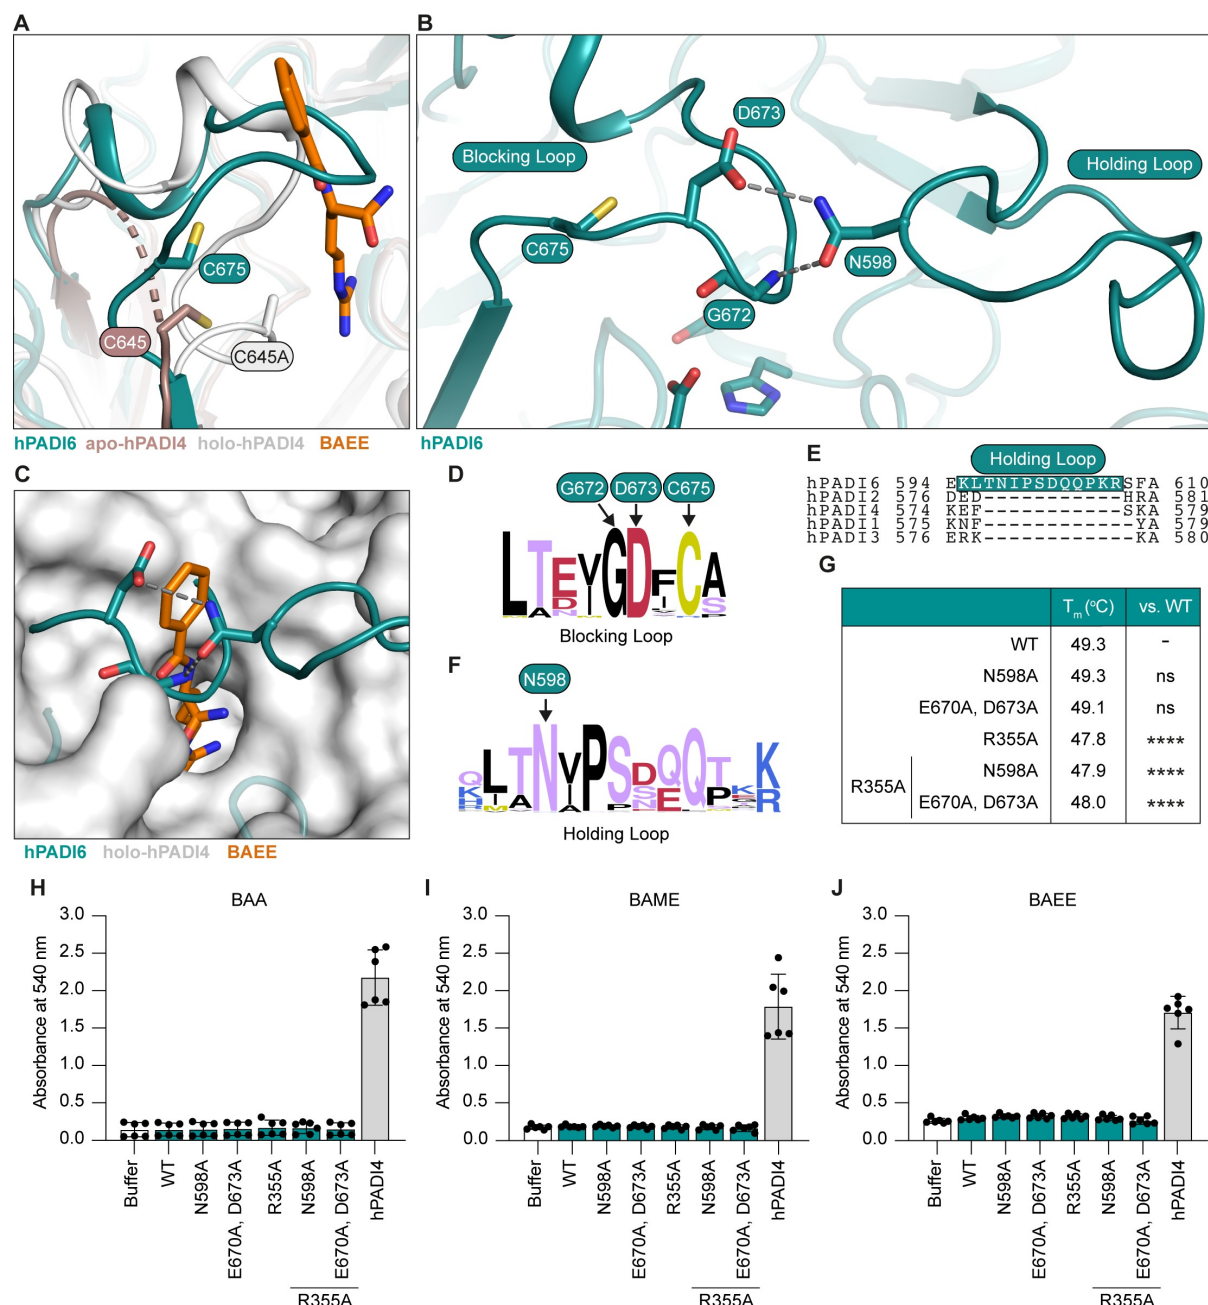 A
C675
C645
C645A
hPADI6 apo-hPADI4 holo-hPADI4 BAEE
B
D673
Blocking Loop
Holding Loop
C675
N598
G672
hPADI6
C
hPADI6 holo-hPADI4 BAEE
D
G672 D673 C675
LTEVGDFCA
Blocking Loop
E
Holding Loop
hPADI6 594 EKLTNIPSDQQPKRSFA 610
hPADI2 576 DED--------------HRA 581
hPADI4 574 KEF--------------SKA 579
hPADI1 575 KNF---------------YA 579
hPADI3 576 ERK---------------KA 580
F
N598
Holding Loop
G
Tm (°C) vs. WT
WT 49.3 -
N598A 49.3 ns
E670A, D673A 49.1 ns
R355A 47.8 ****
R355A N598A 47.9 ****
E670A, D673A 48.0 ****
H
BAA
Absorbance at 540 nm
3.0
2.5
2.0
1.5
1.0
0.5
0.0
Buffer
WT
N598A
E670A, D673A
R355A
N598A
E670A, D673A
hPADI4
R355A
I
BAME
Absorbance at 540 nm
3.0
2.5
2.0
1.5
1.0
0.5
0.0
Buffer
WT
N598A
E670A, D673A
R355A
N598A
E670A, D673A
hPADI4
R355A
J
BAEE
Absorbance at 540 nm
3.0
2.5
2.0
1.5
1.0
0.5
0.0
Buffer
WT
N598A
E670A, D673A
R355A
N598A
E670A, D673A
hPADI4
R355A